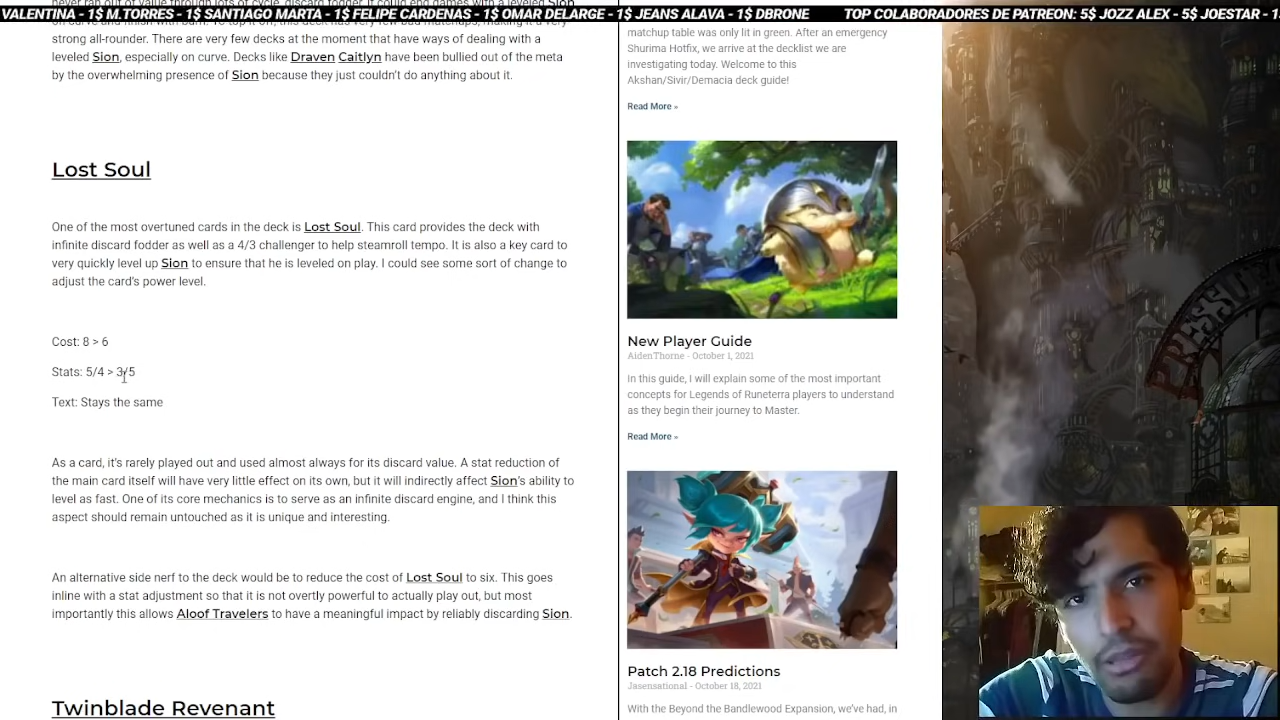 VALENTINA - 1$ M.TORRES - 1$ SANTIAGO MARTA - 1$ FELIPE CARDENAS - 1$ OMAR DELARGE - 1$ JEANS ALAVA - 1$ DBRONE TOP COLABORADORES DE PATREON: 5$ JOZZ ALEX - 5$ JOESTAR - 1
strong all-rounder. There are very few decks at the moment that have ways of dealing with a
leveled Sion, especially on curve. Decks like Draven Caitlyn have been bullied out of the meta
by the overwhelming presence of Sion because they just couldn't do anything about it.
Lost Soul
One of the most overtuned cards in the deck is Lost Soul. This card provides the deck with
infinite discard fodder as well as a 4/3 challenger to help steamroll tempo. It is also a key card to
very quickly level up Sion to ensure that he is leveled on play. I could see some sort of change to
adjust the card's power level.
Cost: 8 > 6
Stats: 5/4 > 3/5
Text: Stays the same
As a card, it's rarely played out and used almost always for its discard value. A stat reduction of
the main card itself will have very little effect on its own, but it will indirectly affect Sion's ability to
level as fast. One of its core mechanics is to serve as an infinite discard engine, and I think this
aspect should remain untouched as it is unique and interesting.
An alternative side nerf to the deck would be to reduce the cost of Lost Soul to six. This goes
inline with a stat adjustment so that it is not overtly powerful to actually play out, but most
importantly this allows Aloof Travelers to have a meaningful impact by reliably discarding Sion.
Twinblade Revenant
matchup table was only lit in green. After an emergency
Shurima Hotfix, we arrive at the decklist we are
investigating today. Welcome to this
Akshan/Sivir/Demacia deck guide!
Read More »
New Player Guide
AidenThorne - October 1, 2021
In this guide, I will explain some of the most important
concepts for Legends of Runeterra players to understand
as they begin their journey to Master.
Read More »
Patch 2.18 Predictions
Jasensational - October 18, 2021
With the Beyond the Bandlewood Expansion, we've had, in